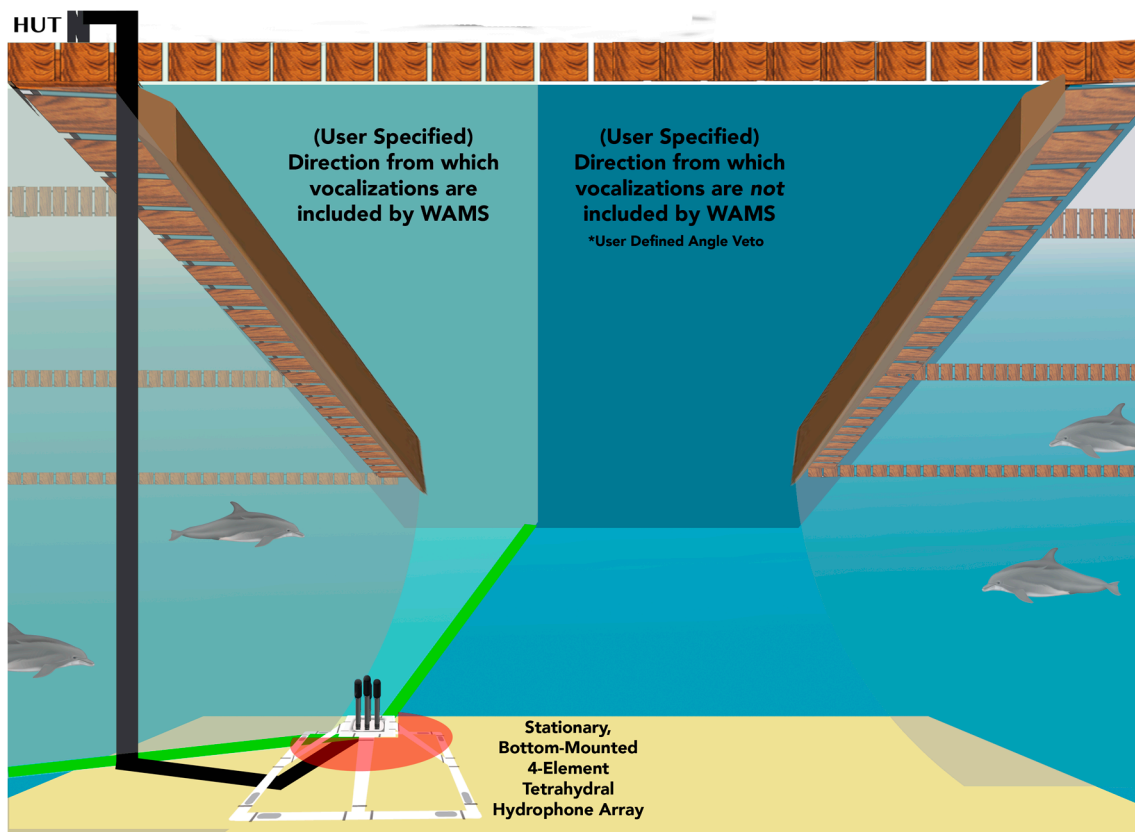 HUT
(User Specified)
Direction from which
vocalizations are
included by WAMS
(User Specified)
Direction from which
vocalizations are not
included by WAMS
*User Defined Angle Veto
Stationary,
Bottom-Mounted
4-Element
Tetrahydral
Hydrophone Array